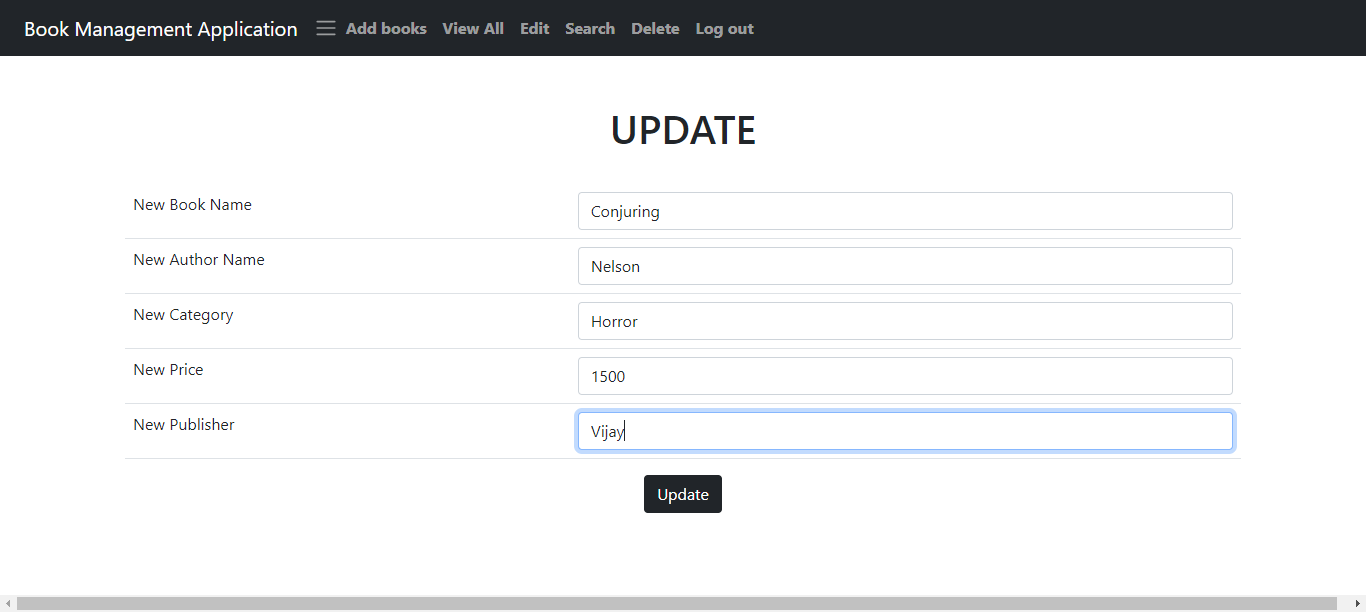 Book Management Application Add books View All Edit Search Delete Log out
UPDATE
New Book Name Conjuring
New Author Name Nelson
New Category Horror
New Price 1500
New Publisher Vijay
Update